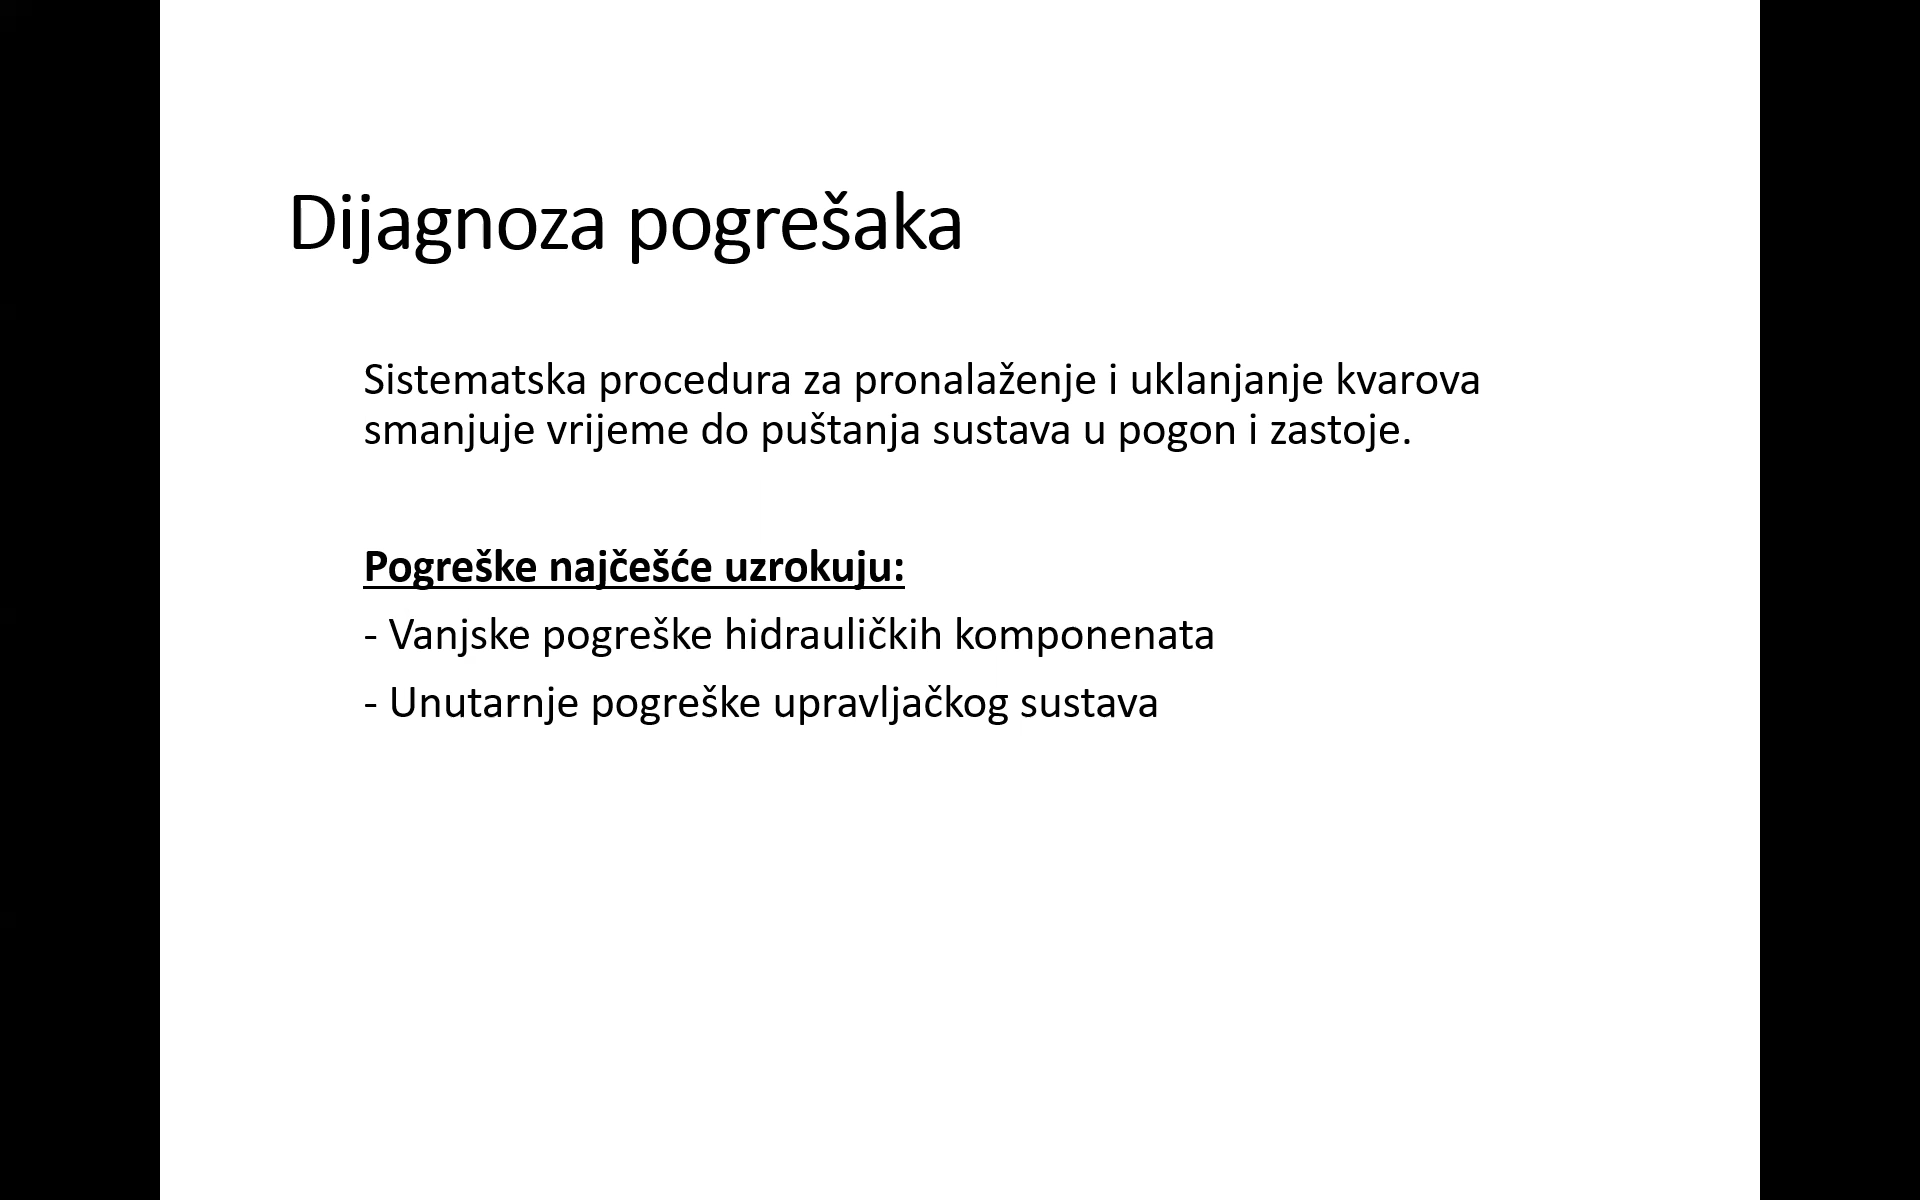 Dijagnoza pogrešaka
Sistematska procedura za pronalaženje i uklanjanje kvarova
smanjuje vrijeme do puštanja sustava u pogon i zastoje.
Pogreške najčešće uzrokuju:
- Vanjske pogreške hidrauličkih komponenata
- Unutarnje pogreške upravljačkog sustava